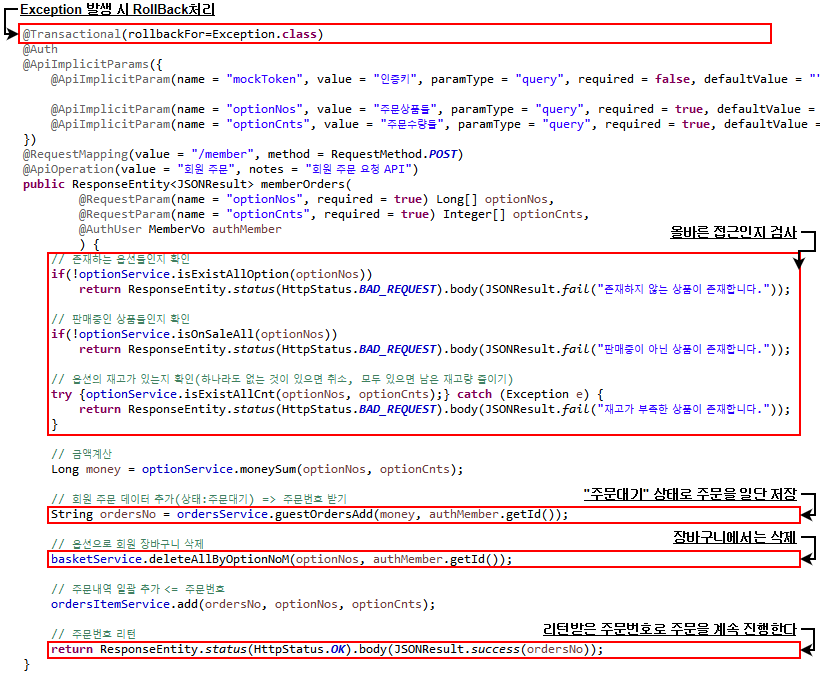 Exception 발생 시 RollBack처리
@Transactional(rollbackFor=Exception.class)
@Auth
@ApiImplicitParams({
@ApiImplicitParam(name = "mockToken", value = "인증키", paramType = "query", required = false, defaultValue = "
@ApiImplicitParam(name = "optionNos", value = "주문상품들", paramType = "query", required = true, defaultValue =
@ApiImplicitParam(name = "optionCnts", value = "주문수량들", paramType = "query", required = true, defaultValue =
})
@RequestMapping(value = "/member", method = RequestMethod.POST)
@ApiOperation(value = "회원 주문", notes = "회원 주문 요청 API")
public ResponseEntity<JSONResult> memberOrders(
@RequestParam(name = "optionNos", required = true) Long[] optionNos,
@RequestParam(name = "optionCnts", required = true) Integer[] optionCnts,
@AuthUser MemberVo authMember
) {
올바른 접근인지 검사
// 존재하는 옵션들인지 확인
if(!optionService.isExistAllOption(optionNos))
return ResponseEntity.status(HttpStatus.BAD_REQUEST).body(JSONResult.fail("존재하지 않는 상품이 존재합니다."));
// 판매중인 상품들인지 확인
if(!optionService.isOnSaleAll(optionNos))
return ResponseEntity.status(HttpStatus.BAD_REQUEST).body(JSONResult.fail("판매중이 아닌 상품이 존재합니다."));
// 옵션의 재고가 있는지 확인(하나라도 없는 것이 있으면 취소, 모두 있으면 남은 재고량 줄이기)
try {optionService.isExistAllCnt(optionNos, optionCnts);} catch (Exception e) {
return ResponseEntity.status(HttpStatus.BAD_REQUEST).body(JSONResult.fail("재고가 부족한 상품이 존재합니다."));
}
// 금액계산
Long money = optionService.moneySum(optionNos, optionCnts);
// 회원 주문 데이터 추가(상태:주문대기) => 주문번호 받기
"주문대기" 상태로 주문을 일단 저장
String ordersNo = ordersService.guestOrdersAdd(money, authMember.getId());
// 옵션으로 회원 장바구니 삭제
장바구니에서는 삭제
basketService.deleteAllByOptionNoM(optionNos, authMember.getId());
// 주문내역 일괄 추가 <= 주문번호
ordersItemService.add(ordersNo, optionNos, optionCnts);
// 주문번호 리턴
리턴받은 주문번호로 주문을 계속 진행한다
return ResponseEntity.status(HttpStatus.OK).body(JSONResult.success(ordersNo));
}